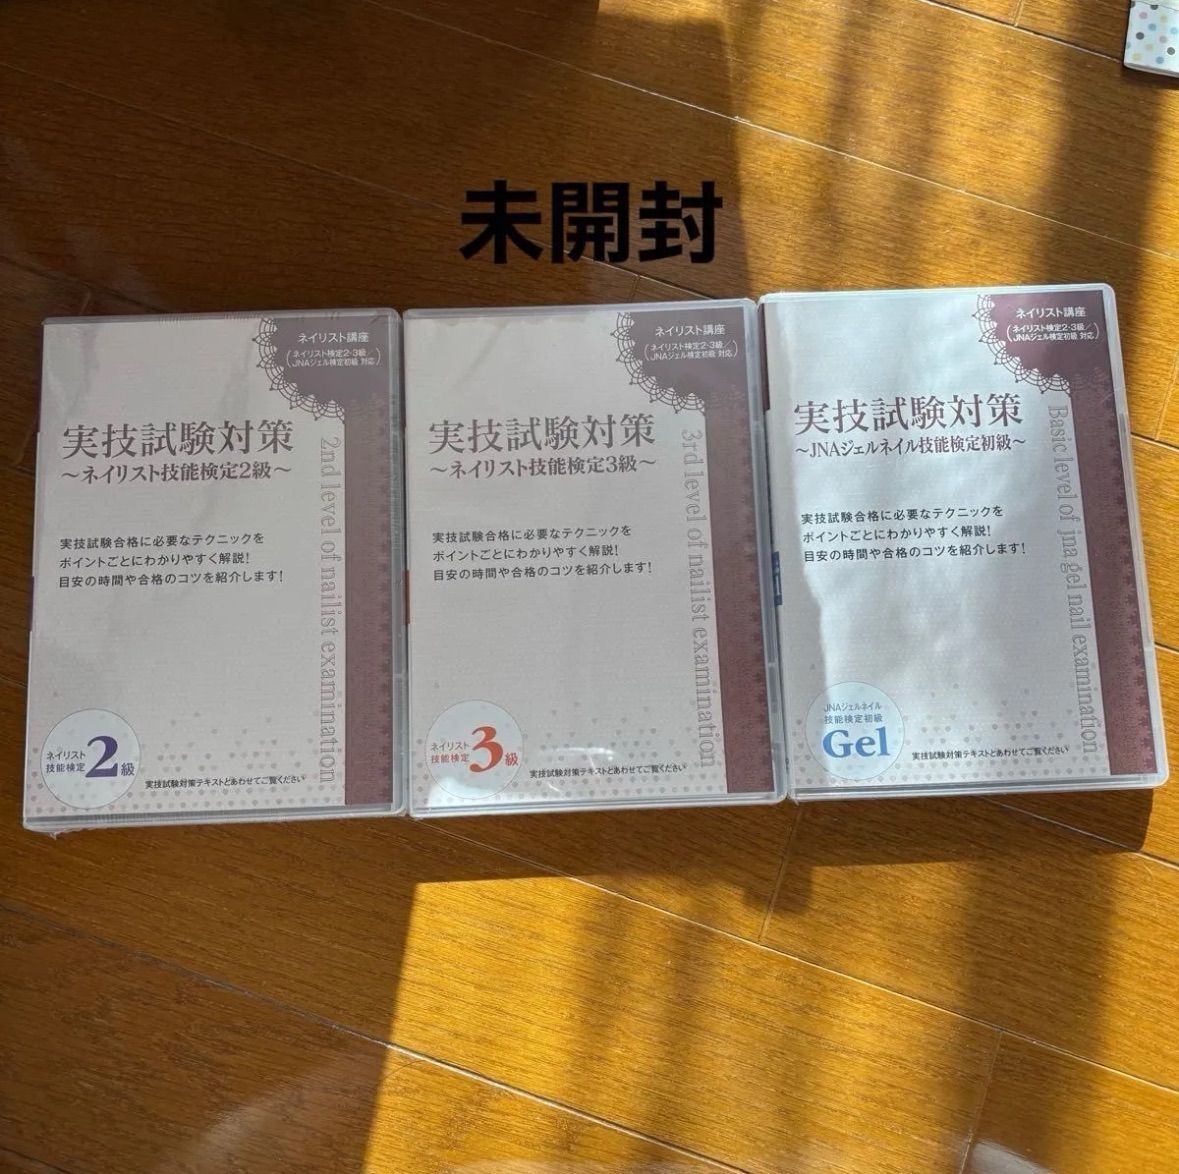 未開封
ネイリスト講座
(ネイリスト検定2・3級／
JNAジェル検定初級 対応)
実技試験対策
～ネイリスト技能検定2級～
2nd level of nailist examination
実技試験合格に必要なテクニックを
ポイントごとにわかりやすく解説!
目安の時間や合格のコツを紹介します!
ネイリスト
技能検定
2級
実技試験対策テキストとあわせてご覧ください
ネイリスト講座
(ネイリスト検定2・3級／
JNAジェル検定初級 対応)
実技試験対策
～ネイリスト技能検定3級～
3rd level of nailist examination
実技試験合格に必要なテクニックを
ポイントごとにわかりやすく解説!
目安の時間や合格のコツを紹介します!
ネイリスト
技能検定
3級
実技試験対策テキストとあわせてご覧ください
ネイリスト講座
(ネイリスト検定2・3級／
JNAジェル検定初級 対応)
実技試験対策
～JNAジェルネイル技能検定初級～
Basic level of jna gel nail examination
実技試験合格に必要なテクニックを
ポイントごとにわかりやすく解説!
目安の時間や合格のコツを紹介します!
JNAジェルネイル
技能検定初級
Gel
実技試験対策テキストとあわせてご覧ください